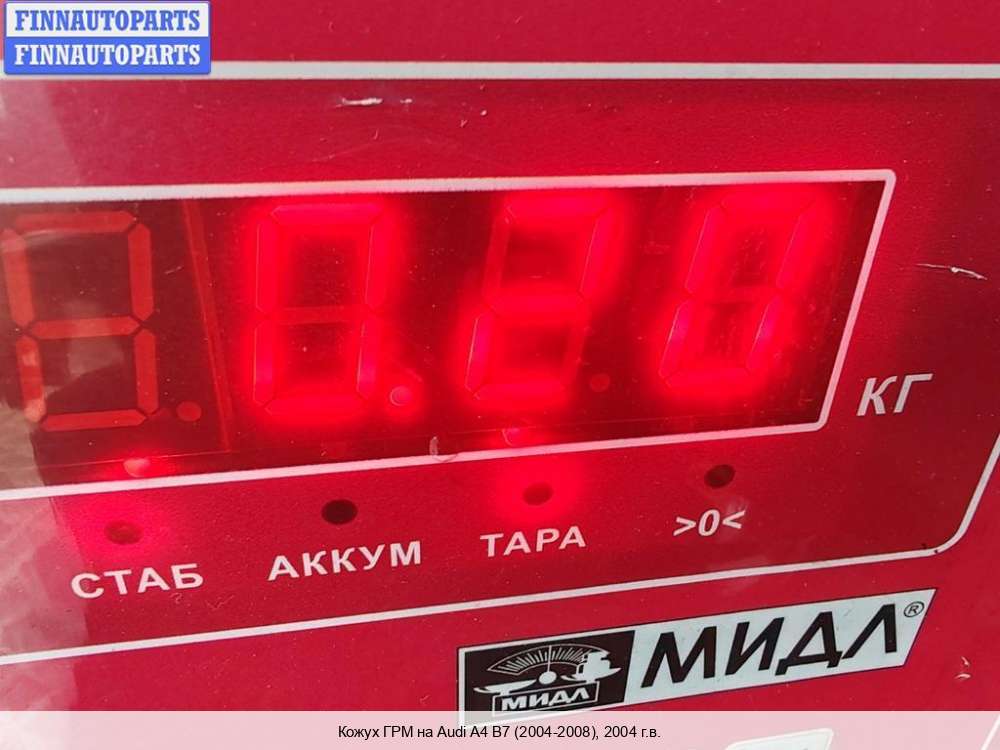 FINNAUTOPARTS
FINNAUTOPARTS
0.20
КГ
СТАБ
АККУМ
ТАРА
>0<
МИДЛ®
МИДЛ
Кожух ГРМ на Audi A4 B7 (2004-2008), 2004 г.в.